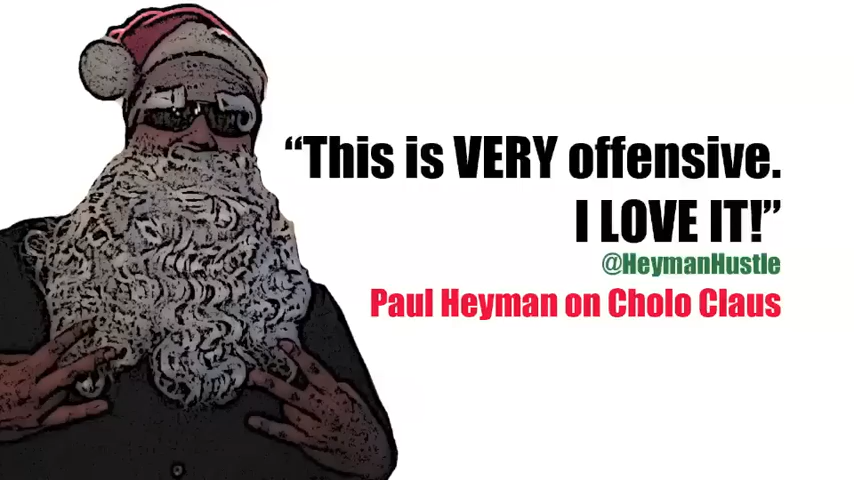 “This is VERY offensive.
I LOVE IT!”
@HeymanHustle
Paul Heyman on Cholo Claus